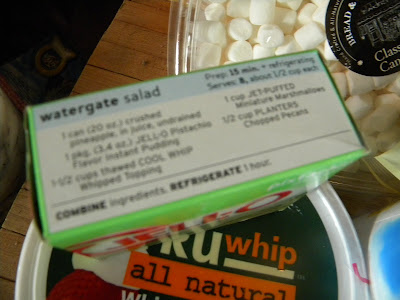 watergate salad
Prep: 15 min. + refrigerating
Serves: 8, about 1/2 cup each
1 can (20 oz.) crushed
pineapple, in juice, undrained
1 pkg. (3.4 oz.) JELL-O Pistachio
Flavor Instant Pudding
1-1/2 cups thawed COOL WHIP
Whipped Topping
1 cup JET-PUFFED
Miniature Marshmallows
1/2 cup PLANTERS
Chopped Pecans
COMBINE ingredients. REFRIGERATE 1 hour.
JELL-O
TRUwhip
all natural
BREAD &
Class
Can